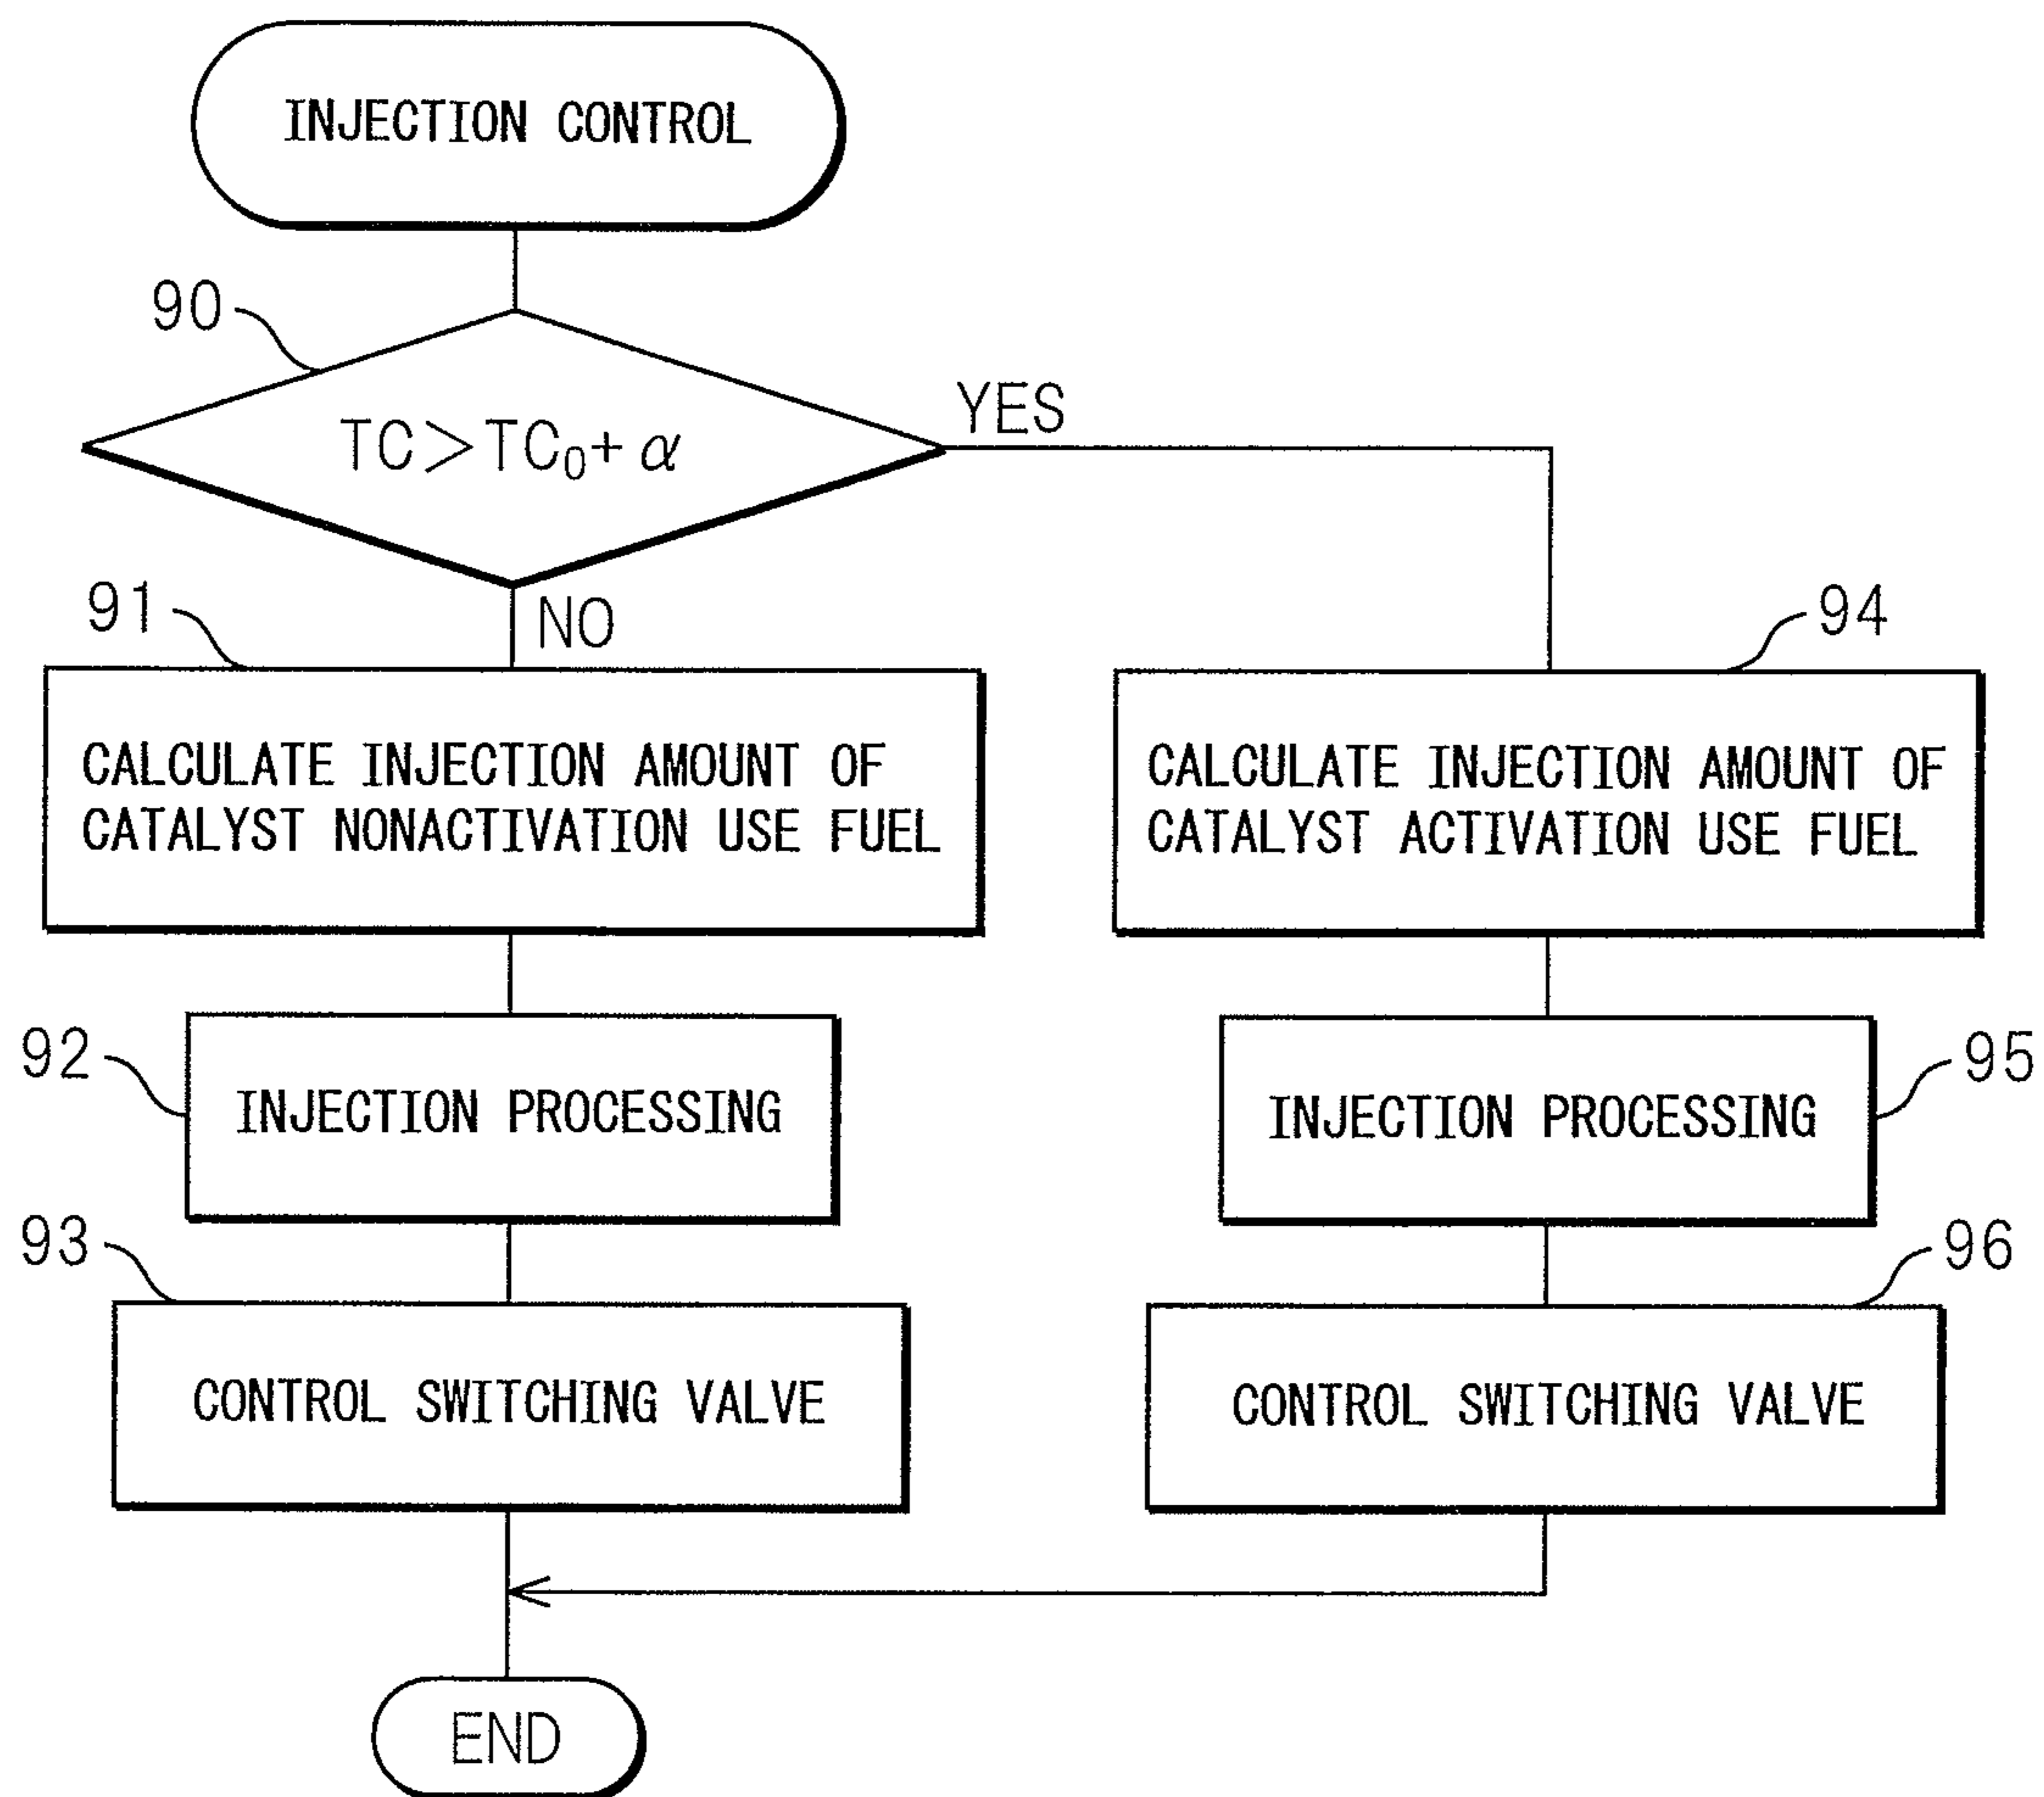 INJECTION CONTROL
90
TC>TC₀+α
YES
NO
91
CALCULATE INJECTION AMOUNT OF
CATALYST NONACTIVATION USE FUEL
94
CALCULATE INJECTION AMOUNT OF
CATALYST ACTIVATION USE FUEL
92
INJECTION PROCESSING
95
INJECTION PROCESSING
93
CONTROL SWITCHING VALVE
96
CONTROL SWITCHING VALVE
END